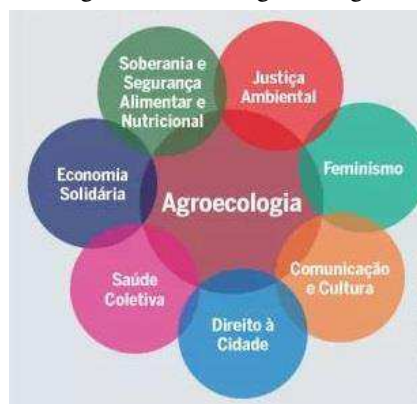 Soberania e
Segurança
Alimentar e
Nutricional
Justiça
Ambiental
Economia
Solidária
Agroecologia
Feminismo
Saúde
Coletiva
Comunicação
e Cultura
Direito à
Cidade